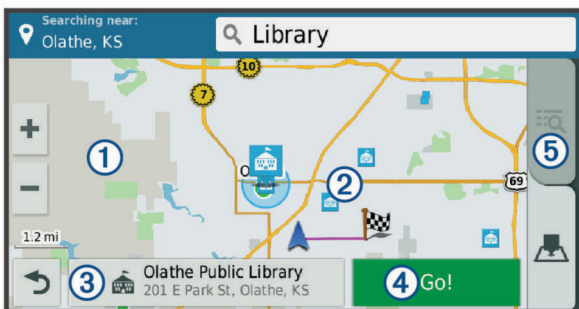 Searching near:
Olathe, KS
Library
10
7
+
1
5
O
2
69
−
1.2 mi
3
Olathe Public Library
201 E Park St, Olathe, KS
4
Go!